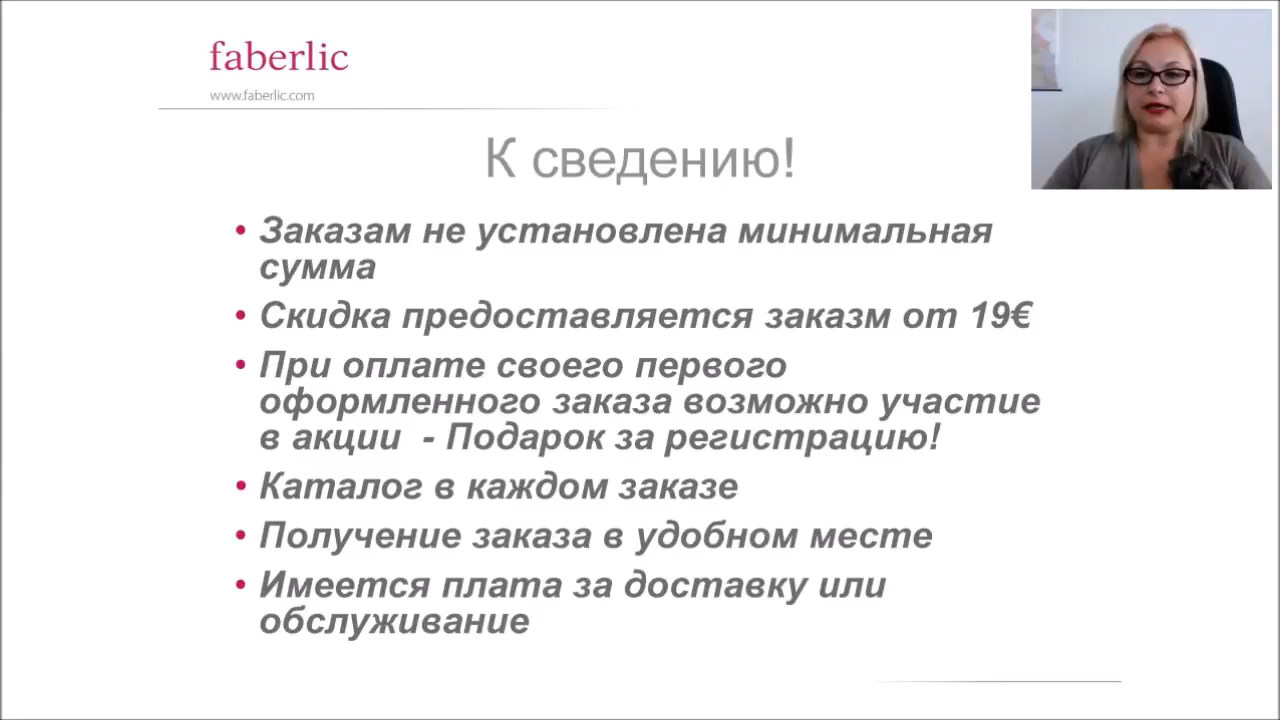 faberlic
www.faberlic.com
К сведению!
• Заказам не установлена минимальная
сумма
• Скидка предоставляется заказм от 19€
• При оплате своего первого
оформленного заказа возможно участие
в акции - Подарок за регистрацию!
• Каталог в каждом заказе
• Получение заказа в удобном месте
• Имеется плата за доставку или
обслуживание